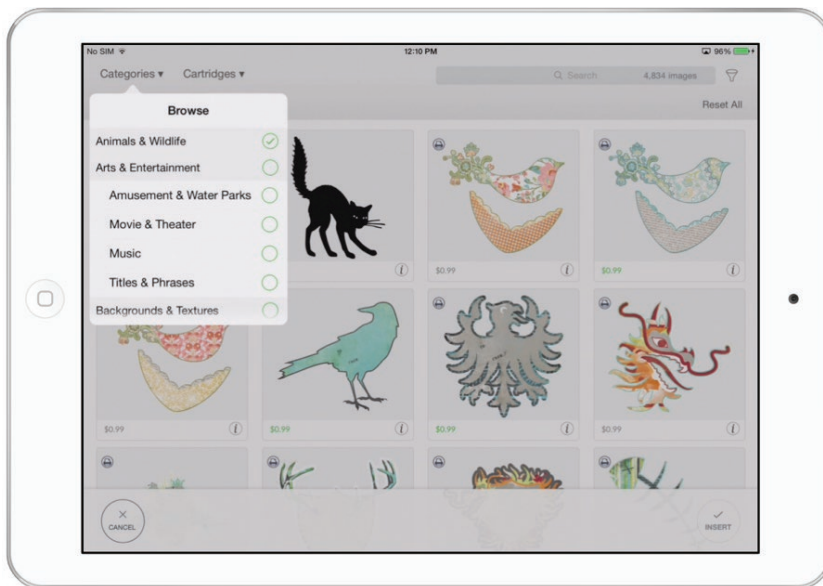 No SIM
12:10 PM
96%
Categories ▾ Cartridges ▾
Search 4,834 images
Browse
Reset All
Animals & Wildlife
Arts & Entertainment
Amusement & Water Parks
Movie & Theater
Music
Titles & Phrases
Backgrounds & Textures
i
$0.99 i
$0.99 i
$0.99 i
$0.99 i
$0.99 i
$0.99 i
CANCEL
INSERT